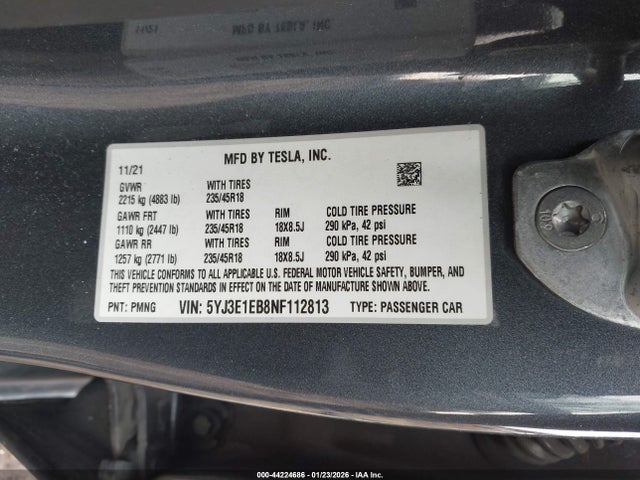 MFD BY TESLA, INC.
11/21
GVWR WITH TIRES
2215 kg (4883 lb) 235/45R18
GAWR FRT WITH TIRES RIM COLD TIRE PRESSURE
1110 kg (2447 lb) 235/45R18 18X8.5J 290 kPa, 42 psi
GAWR RR WITH TIRES RIM COLD TIRE PRESSURE
1257 kg (2771 lb) 235/45R18 18X8.5J 290 kPa, 42 psi
THIS VEHICLE CONFORMS TO ALL APPLICABLE FEDERAL MOTOR VEHICLE SAFETY, BUMPER, AND
THEFT PREVENTION STANDARDS IN EFFECT ON THE DATE OF MANUFACTURE SHOWN ABOVE.
PNT: PMNG VIN: 5YJ3E1EB8NF112813 TYPE: PASSENGER CAR
000-44224686 - 01/23/2026 - IAA Inc.